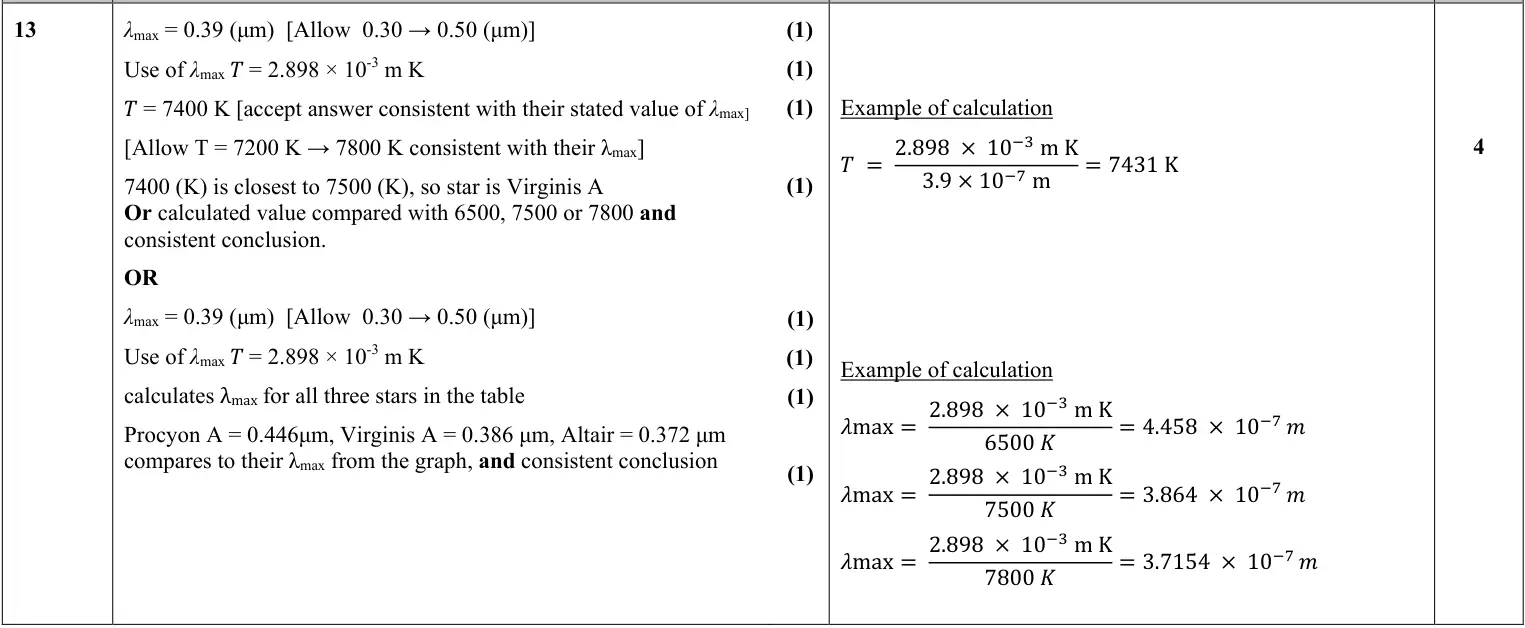 13
λmax = 0.39 (μm) [Allow 0.30 → 0.50 (μm)] (1)
Use of λmax T = 2.898 × 10⁻³ m K (1)
T = 7400 K [accept answer consistent with their stated value of λmax] (1)
[Allow T = 7200 K → 7800 K consistent with their λmax]
7400 (K) is closest to 7500 (K), so star is Virginis A (1)
Or calculated value compared with 6500, 7500 or 7800 and
consistent conclusion.
OR
λmax = 0.39 (μm) [Allow 0.30 → 0.50 (μm)] (1)
Use of λmax T = 2.898 × 10⁻³ m K (1)
calculates λmax for all three stars in the table (1)
Procyon A = 0.446μm, Virginis A = 0.386 μm, Altair = 0.372 μm
compares to their λmax from the graph, and consistent conclusion (1)
Example of calculation
T = 2.898 × 10⁻³ m K / 3.9 × 10⁻⁷ m = 7431 K
Example of calculation
λmax = 2.898 × 10⁻³ m K / 6500 K = 4.458 × 10⁻⁷ m
λmax = 2.898 × 10⁻³ m K / 7500 K = 3.864 × 10⁻⁷ m
λmax = 2.898 × 10⁻³ m K / 7800 K = 3.7154 × 10⁻⁷ m
4